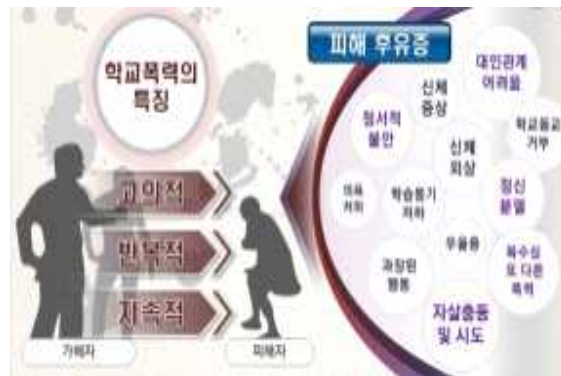 학교폭력의
특징
고의적
반복적
지속적
가해자
피해자
피해 후유증
대인관계
어려움
신체
증상
정서적
불안
학교등교
거부
신체
외상
의욕
저하
학습동기
저하
정신
분열
우울증
과장된
행동
복수심
또 다른
폭력
자살충동
및 시도